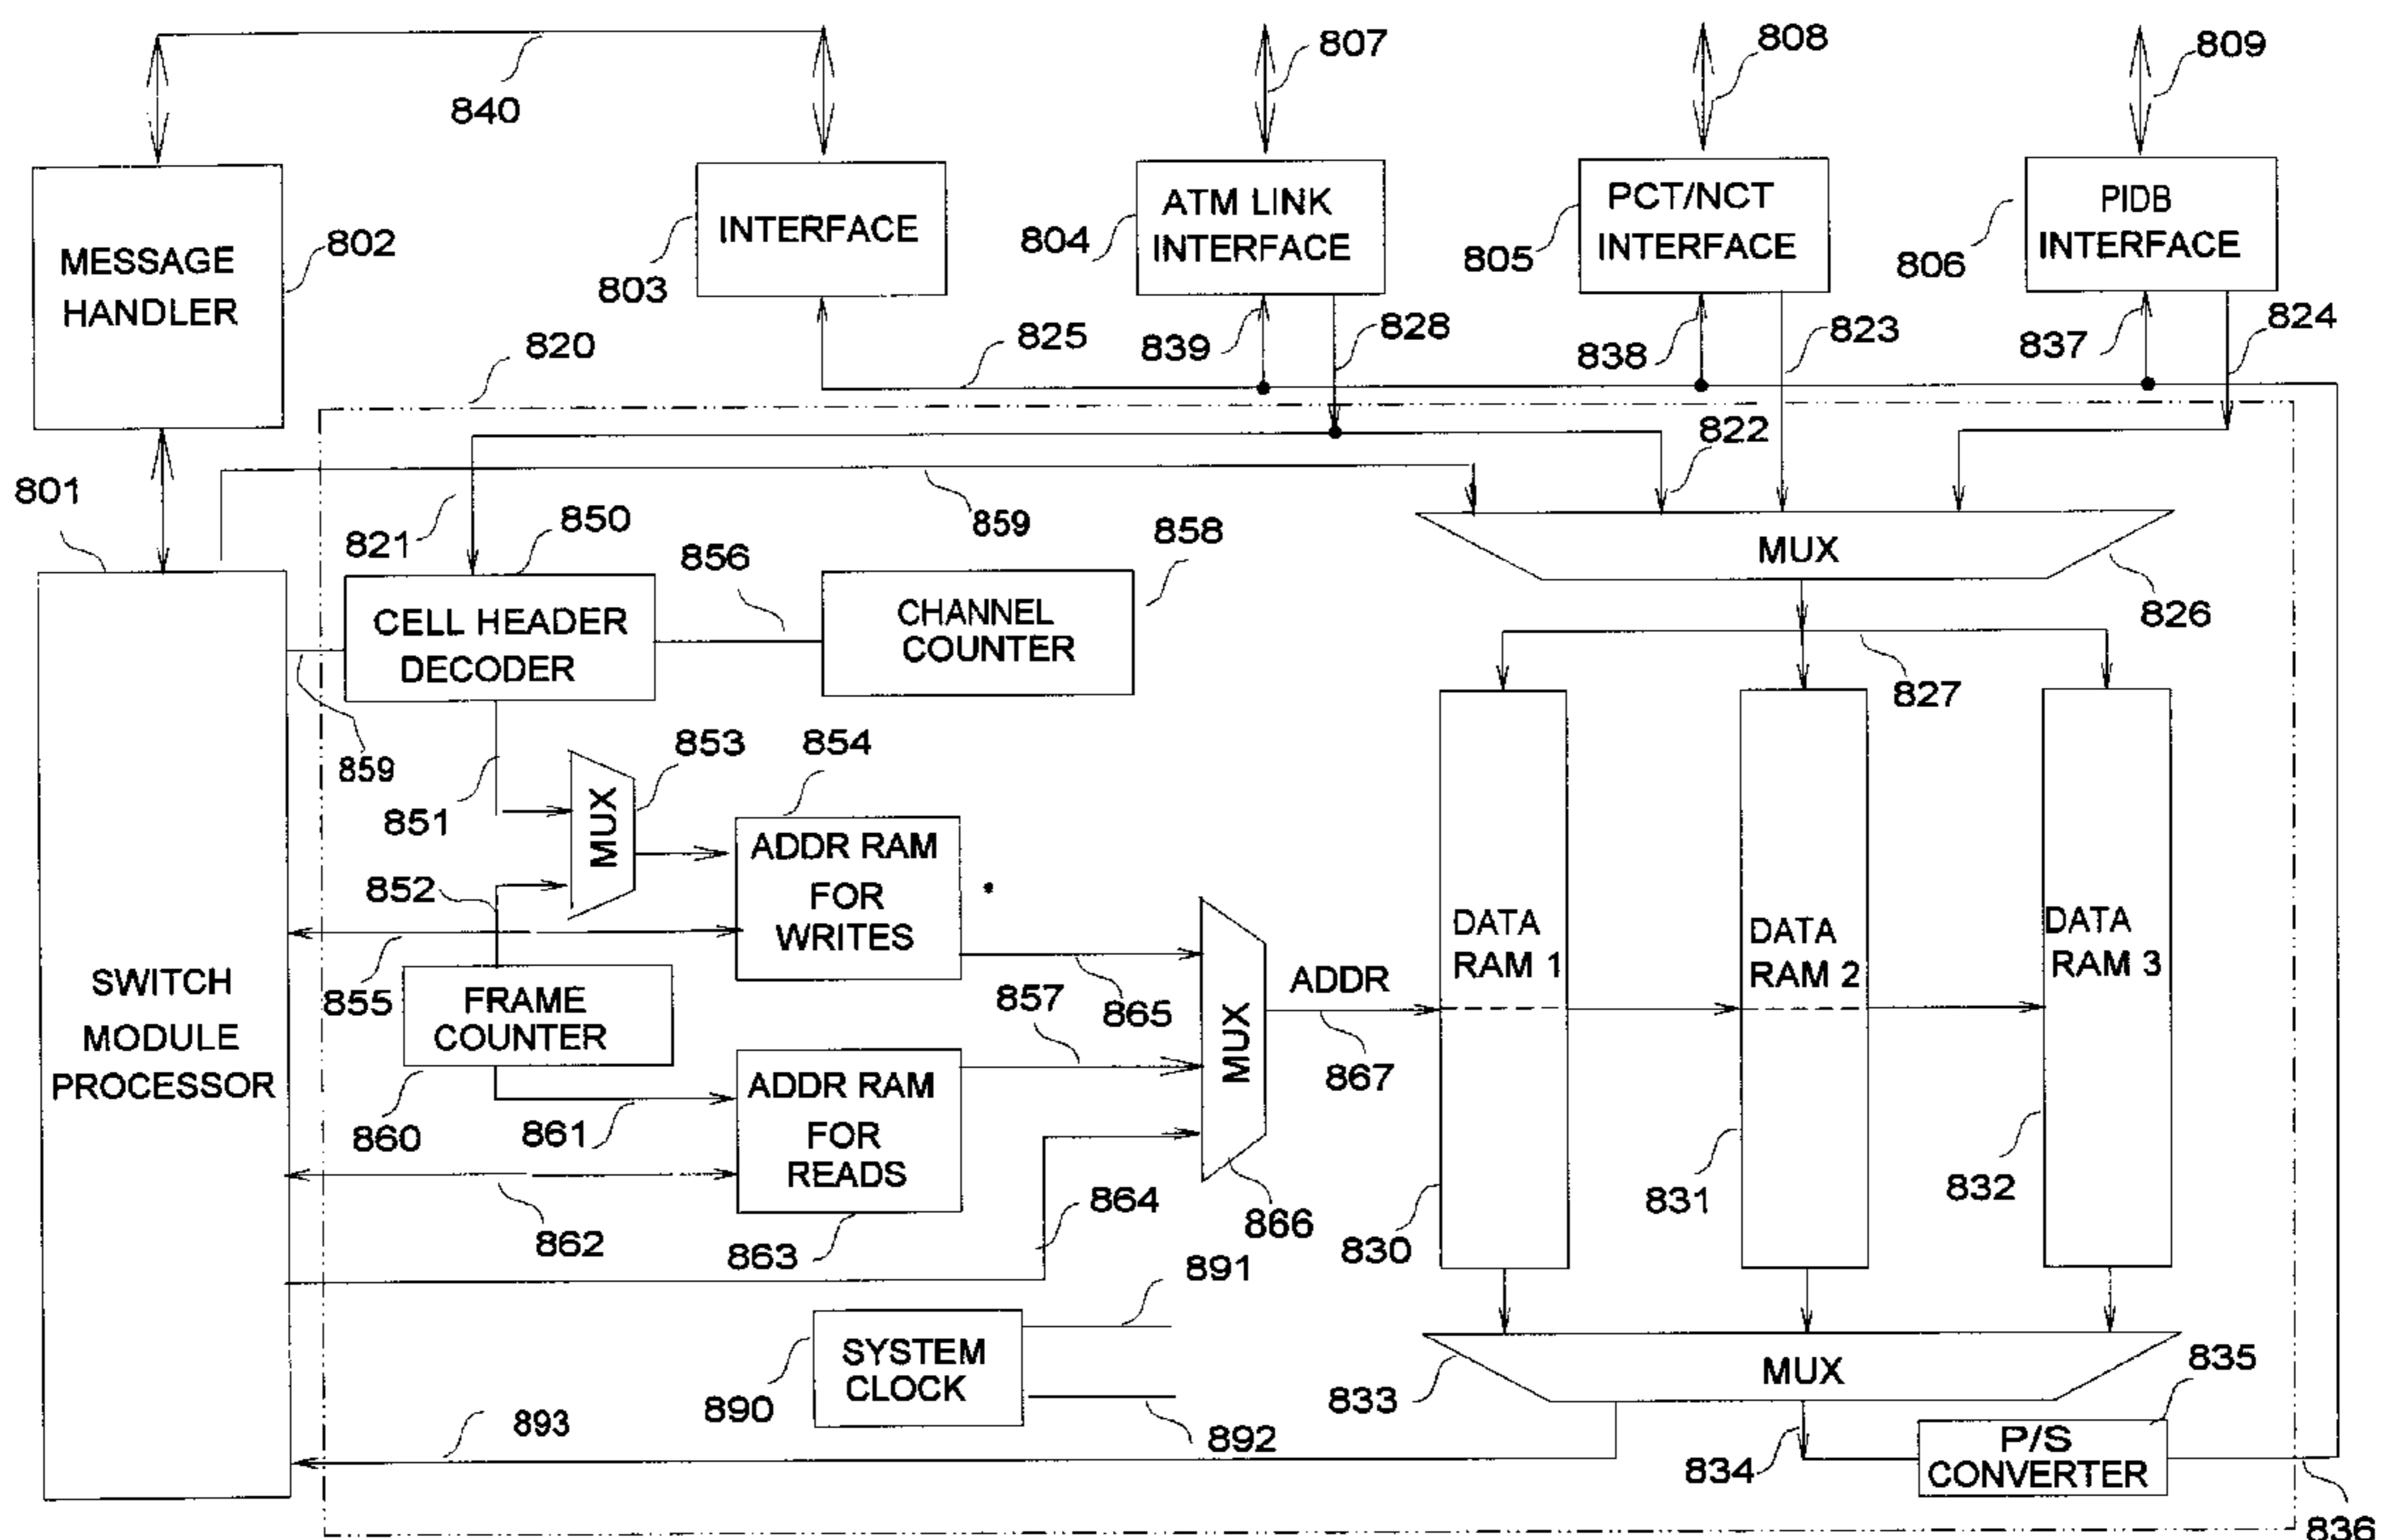 807
808
809
840
MESSAGE
HANDLER
802
INTERFACE
803
ATM LINK
INTERFACE
804
PCT/NCT
INTERFACE
805
PIDB
INTERFACE
806
820
825
839
828
838
823
837
824
822
801
821
850
859
858
856
CELL HEADER
DECODER
CHANNEL
COUNTER
MUX
826
827
859
851
853
854
MUX
ADDR RAM
FOR
WRITES
852
855
FRAME
COUNTER
860
861
857
865
ADDR RAM
FOR
READS
862
863
864
MUX
866
ADDR
867
SWITCH
MODULE
PROCESSOR
DATA
RAM 1
DATA
RAM 2
DATA
RAM 3
830
831
832
891
SYSTEM
CLOCK
890
892
893
MUX
833
834
835
P/S
CONVERTER
836